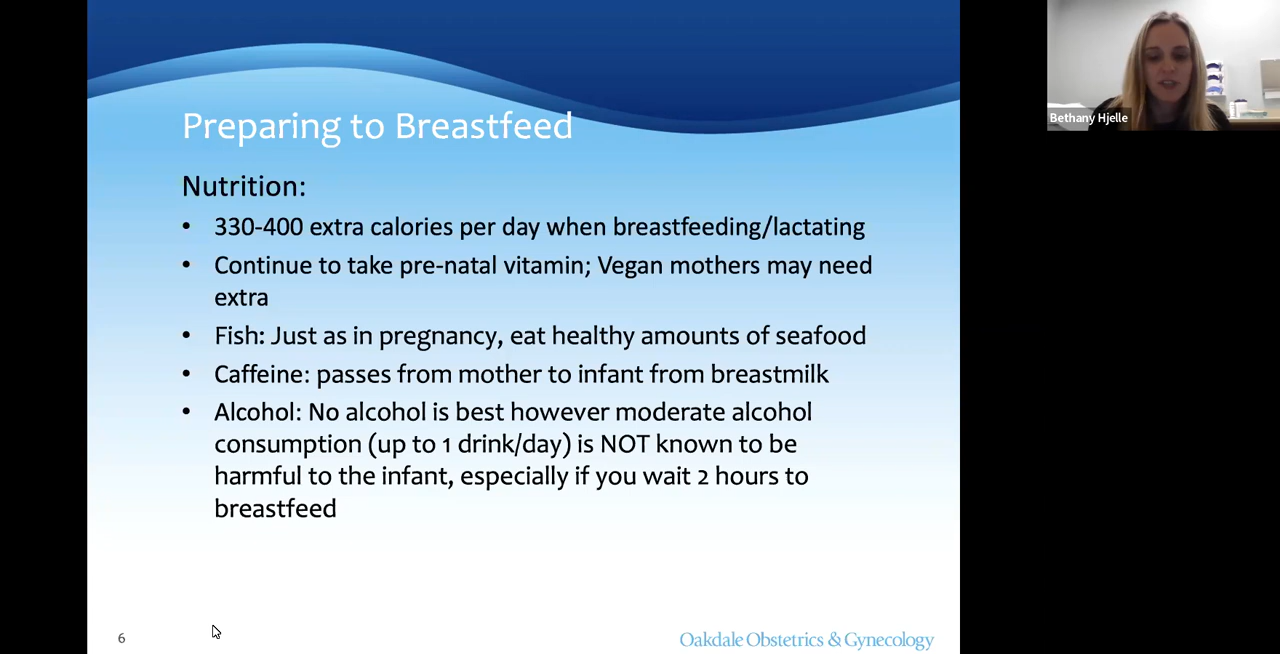 Preparing to Breastfeed
Bethany Hjelle
Nutrition:
• 330-400 extra calories per day when breastfeeding/lactating
• Continue to take pre-natal vitamin; Vegan mothers may need
extra
• Fish: Just as in pregnancy, eat healthy amounts of seafood
• Caffeine: passes from mother to infant from breastmilk
• Alcohol: No alcohol is best however moderate alcohol
consumption (up to 1 drink/day) is NOT known to be
harmful to the infant, especially if you wait 2 hours to
breastfeed
6
Oakdale Obstetrics & Gynecology